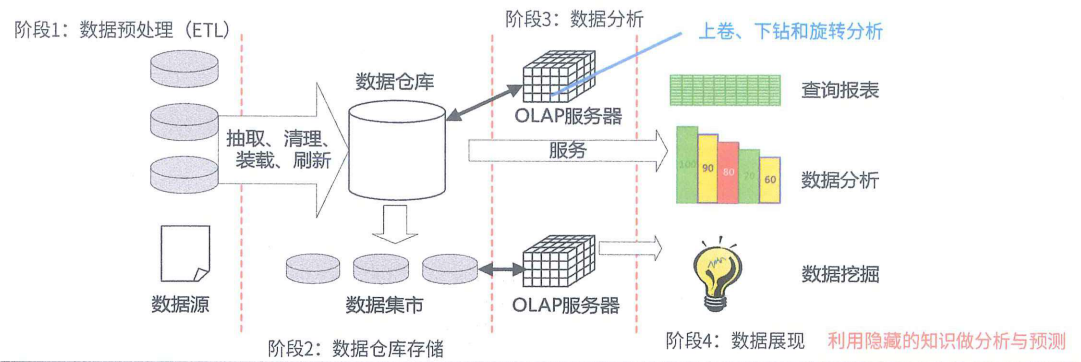 阶段1：数据预处理（ETL）
阶段3：数据分析
上卷、下钻和旋转分析
数据仓库
OLAP服务器
查询报表
抽取、清理、
装载、刷新
服务
100
90
80
70
60
数据分析
数据源
数据集市
OLAP服务器
数据挖掘
阶段2：数据仓库存储
阶段4：数据展现
利用隐藏的知识做分析与预测